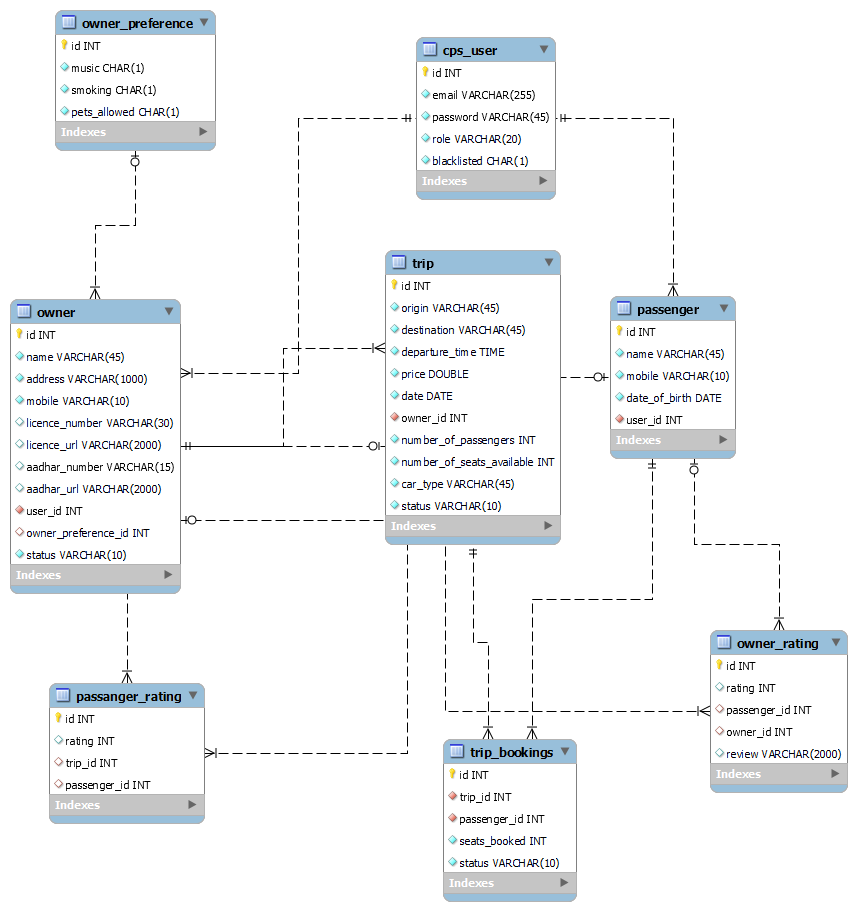 owner_preference
id INT
music CHAR(1)
smoking CHAR(1)
pets_allowed CHAR(1)
Indexes
cps_user
id INT
email VARCHAR(255)
password VARCHAR(45)
role VARCHAR(20)
blacklisted CHAR(1)
Indexes
owner
id INT
name VARCHAR(45)
address VARCHAR(1000)
mobile VARCHAR(10)
licence_number VARCHAR(30)
licence_url VARCHAR(2000)
aadhar_number VARCHAR(15)
aadhar_url VARCHAR(2000)
user_id INT
owner_preference_id INT
status VARCHAR(10)
Indexes
trip
id INT
origin VARCHAR(45)
destination VARCHAR(45)
departure_time TIME
price DOUBLE
date DATE
owner_id INT
number_of_passengers INT
number_of_seats_available INT
car_type VARCHAR(45)
status VARCHAR(10)
Indexes
passenger
id INT
name VARCHAR(45)
mobile VARCHAR(10)
date_of_birth DATE
user_id INT
Indexes
passanger_rating
id INT
rating INT
trip_id INT
passenger_id INT
Indexes
trip_bookings
id INT
trip_id INT
passenger_id INT
seats_booked INT
status VARCHAR(10)
Indexes
owner_rating
id INT
rating INT
passenger_id INT
owner_id INT
review VARCHAR(2000)
Indexes